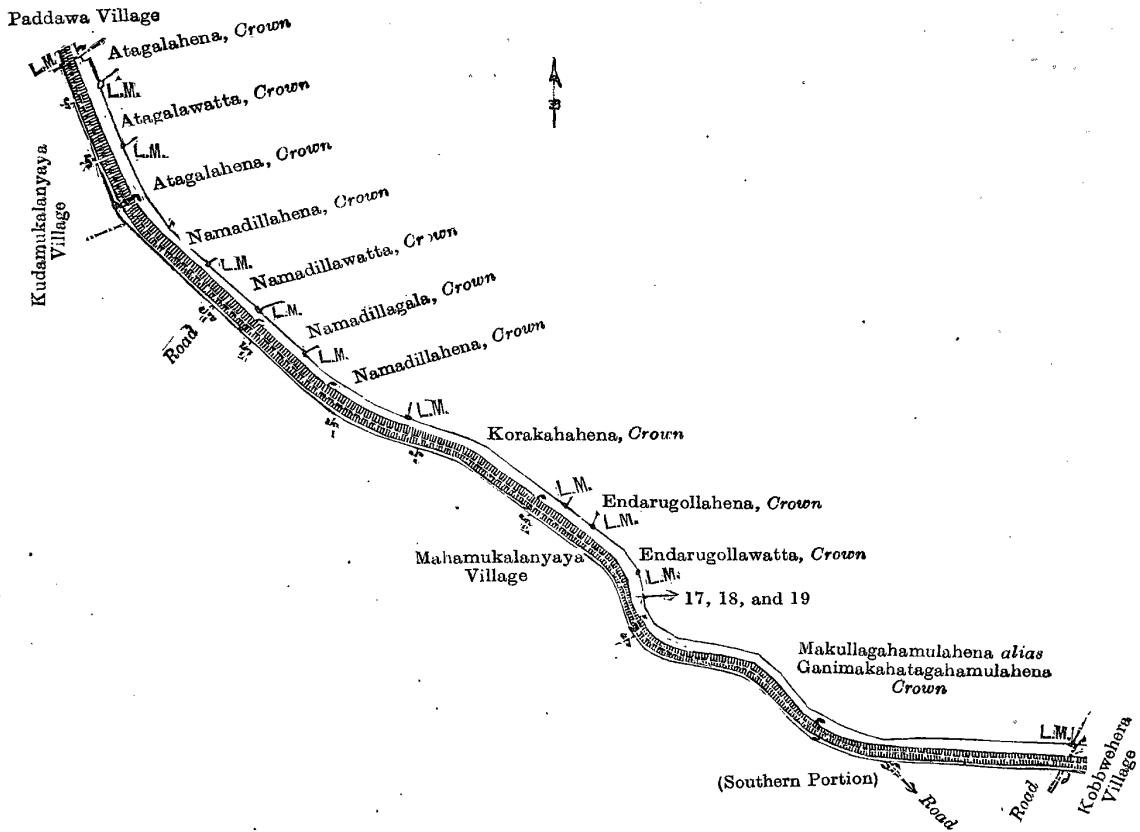 Paddawa Village
Atagalahena, Crown
L.M.
L.M.
Atagalawatta, Crown
L.M.
Atagalahena, Crown
Kudamukalanyaya
Village
Namadillahena, Crown
L.M.
Namadillawatta, Crown
L.M.
Namadillagala, Crown
Road
L.M.
Namadillahena, Crown
L.M.
Korakahahena, Crown
L.M.
Endarugollahena, Crown
L.M.
Mahamukalanyaya
Village
Endarugollawatta, Crown
L.M.
17, 18, and 19
Makullagahamulahena alias
Ganimakahatagahamulahena
Crown
L.M.
Kobbwehera
Village
(Southern Portion)
Road
Road